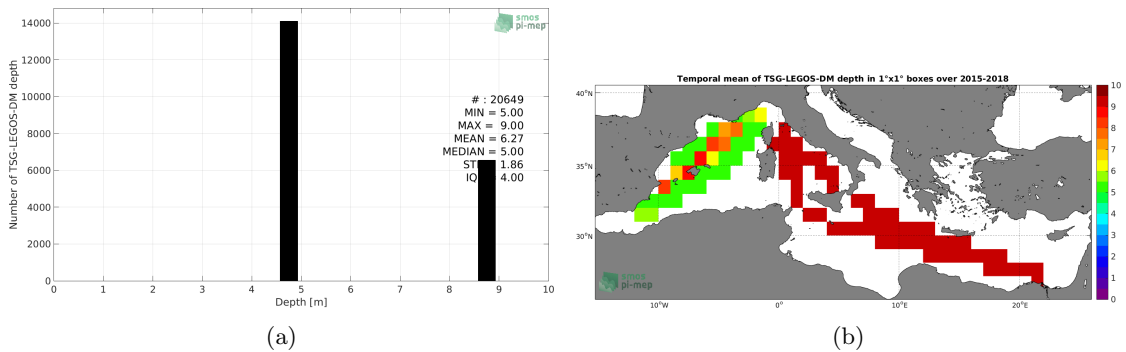 14000
12000
10000
8000
6000
4000
2000
0
Number of TSG-LEGOS-DM depth
smos
pi-mep
# : 20649
MIN = 5.00
MAX = 9.00
MEAN = 6.27
MEDIAN = 5.00
1.86
4.00
0 1 2 3 4 5 6 7 8 9 10
Depth [m]
(a)
Temporal mean of TSG-LEGOS-DM depth in 1°x1° boxes over 2015-2018
40°N
35°N
30°N
10°W 0° 10°E 20°E
smos
pi-mep
10
9
8
7
6
5
4
3
2
1
0
(b)